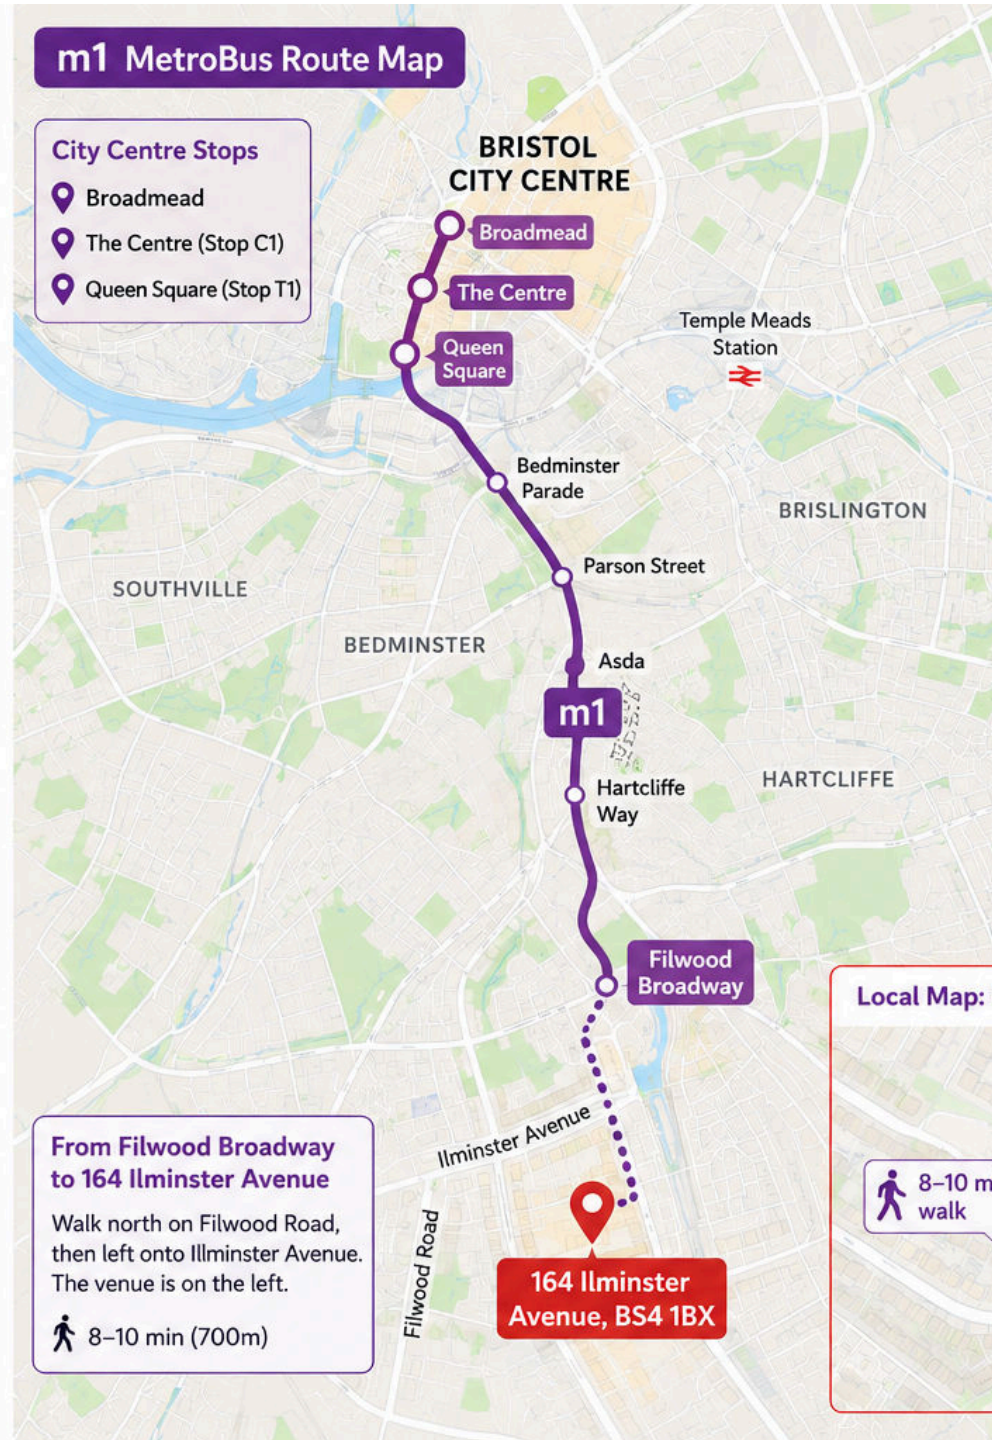 m1 MetroBus Route Map
City Centre Stops
Broadmead
The Centre (Stop C1)
Queen Square (Stop T1)
BRISTOL
CITY CENTRE
Broadmead
The Centre
Queen
Square
Temple Meads
Station
Bedminster
Parade
BRISLINGTON
Parson Street
SOUTHVILLE
BEDMINSTER
Asda
m1
HARTCLIFFE
Hartcliffe
Way
Filwood
Broadway
Local Map:
8–10 m
walk
Ilminster Avenue
Filwood Road
164 Ilminster
Avenue, BS4 1BX
From Filwood Broadway
to 164 Ilminster Avenue
Walk north on Filwood Road,
then left onto Illminster Avenue.
The venue is on the left.
8–10 min (700m)